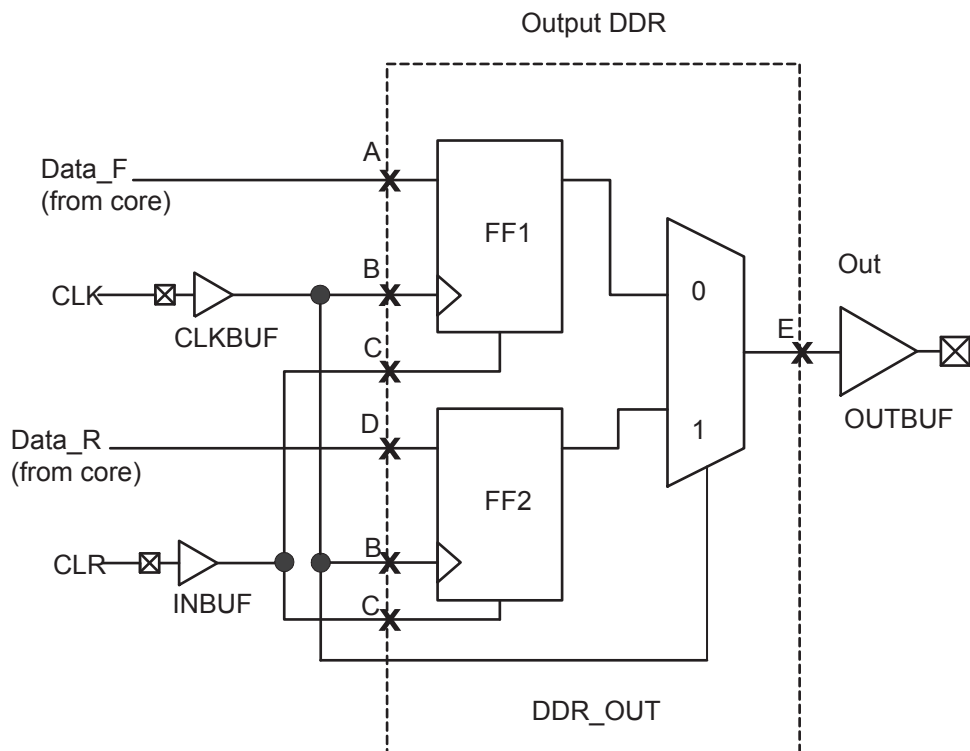 Output DDR
A
Data_F
(from core)
FF1
B
CLK
CLKBUF
0
Out
C
E
D
Data_R
(from core)
1
OUTBUF
FF2
B
CLR
INBUF
C
DDR_OUT